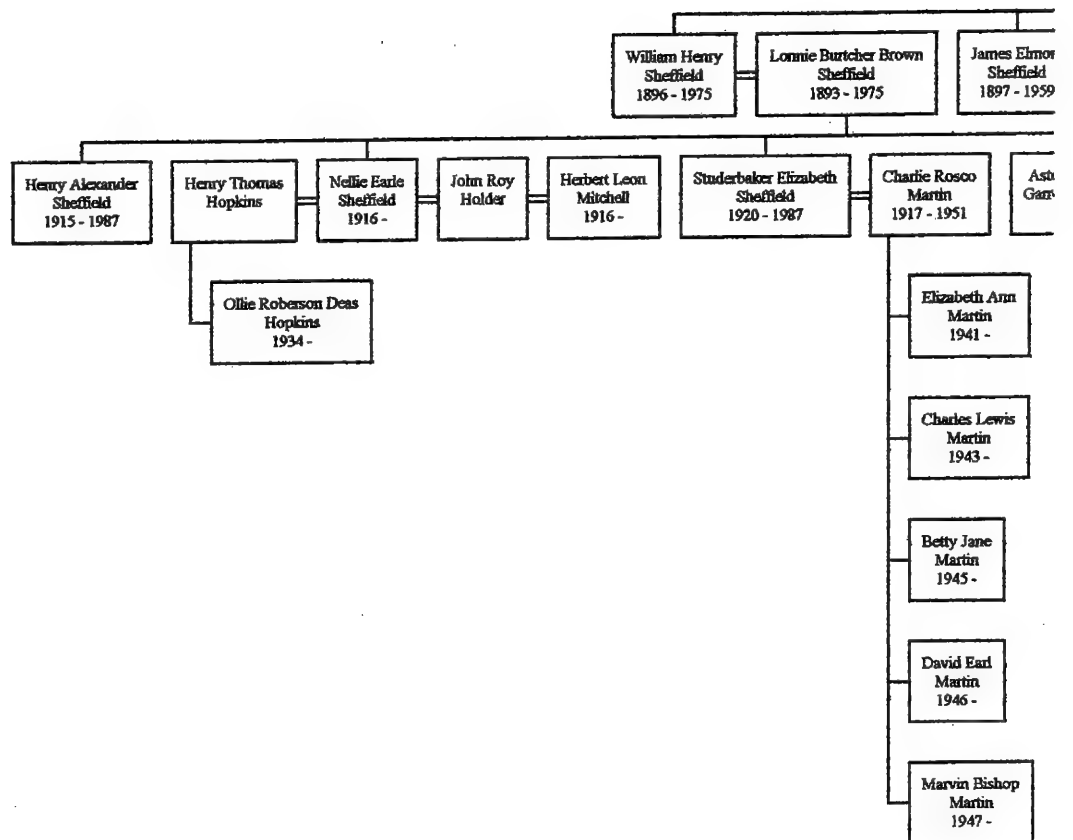 William Henry
Sheffield
1896 - 1975
Lonnie Burtcher Brown
Sheffield
1893 - 1975
James Elmor
Sheffield
1897 - 1959
Henry Alexander
Sheffield
1915 - 1987
Henry Thomas
Hopkins
Nellie Earle
Sheffield
1916 -
John Roy
Holder
Herbert Leon
Mitchell
1916 -
Studerbaker Elizabeth
Sheffield
1920 - 1987
Charlie Rosco
Martin
1917 - 1951
Ollie Roberson Deas
Hopkins
1934 -
Elizabeth Ann
Martin
1941 -
Charles Lewis
Martin
1943 -
Betty Jane
Martin
1945 -
David Earl
Martin
1946 -
Marvin Bishop
Martin
1947 -